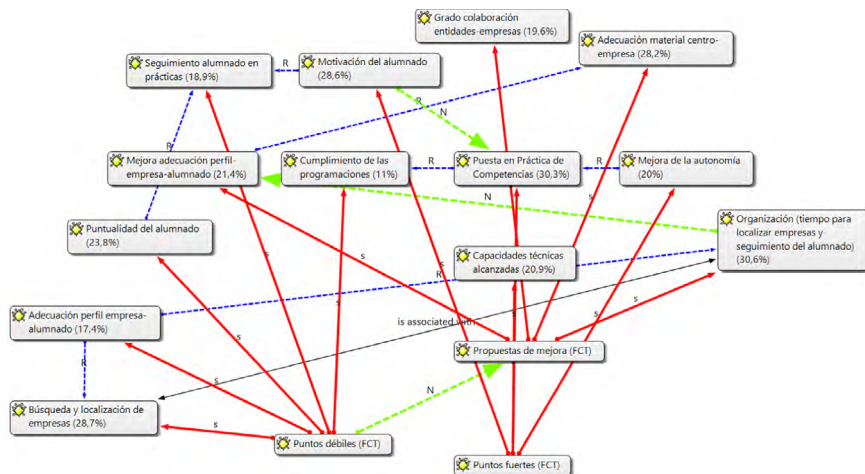 Grado colaboración
entidades-empresas (19,6%)
Adecuación material centro-
empresa (28,2%)
Seguimiento alumnado en
prácticas (18,9%)
R
Motivación del alumnado
(28,6%)
R
N
Mejora adecuación perfil-
empresa-alumnado (21,4%)
R
Cumplimiento de las
programaciones (11%)
R
Puesta en Práctica de
Competencias (30,3%)
R
Mejora de la autonomía
(20%)
s
N
Puntualidad del alumnado
(23,8%)
Organización (tiempo para
localizar empresas y
seguimiento del alumnado)
(30,6%)
s
s
Capacidades técnicas
alcanzadas (20,9%)
R
s
Adecuación perfil empresa-
alumnado (17,4%)
is associated with
s
s
s
s
s
Propuestas de mejora (FCT)
R
s
N
Búsqueda y localización de
empresas (28,7%)
s
Puntos débiles (FCT)
Puntos fuertes (FCT)